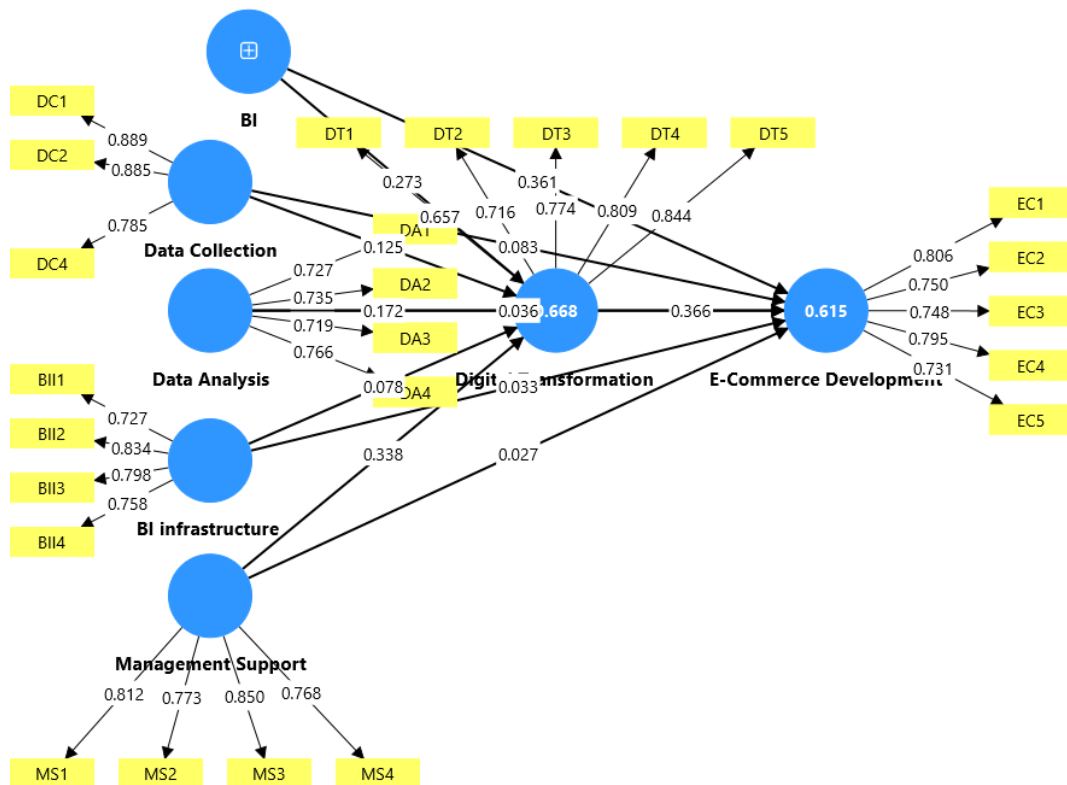 BI
DC1
DC2
DC4
0.889
0.885
0.785
Data Collection
DT1
DT2
DT3
DT4
DT5
0.273
0.361
0.657
0.716
0.774
0.809
0.844
DA1
DA2
DA3
DA4
0.125
0.083
0.727
0.735
0.172
0.719
0.766
0.036
0.366
0.615
Data Analysis
E-Commerce Development
EC1
EC2
EC3
EC4
EC5
0.806
0.750
0.748
0.795
0.731
BII1
BII2
BII3
BII4
0.727
0.834
0.798
0.758
0.078
0.033
BI infrastructure
0.338
0.027
Management Support
0.812
0.773
0.850
0.768
MS1
MS2
MS3
MS4